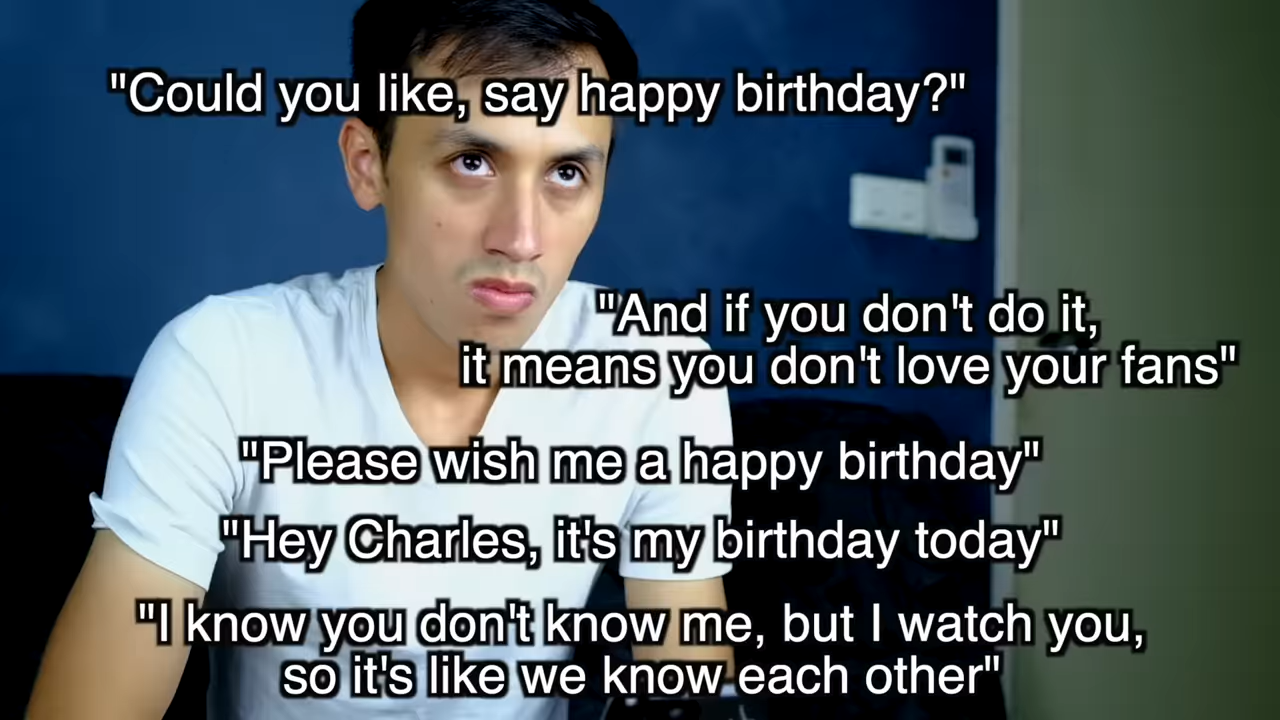 "Could you like, say happy birthday?"
"And if you don't do it,
it means you don't love your fans"
"Please wish me a happy birthday"
"Hey Charles, it's my birthday today"
"I know you don't know me, but I watch you,
so it's like we know each other"